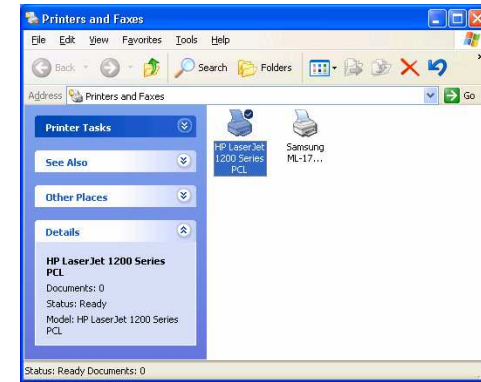 Printers and Faxes
File Edit View Favorites Tools Help
Back Search Folders
Address Printers and Faxes Go
Printer Tasks
See Also
Other Places
Details
HP LaserJet 1200 Series
PCL
Documents: 0
Status: Ready
Model: HP LaserJet 1200 Series
PCL
HP LaserJet
1200 Series
PCL
Samsung
ML-17...
Status: Ready Documents: 0